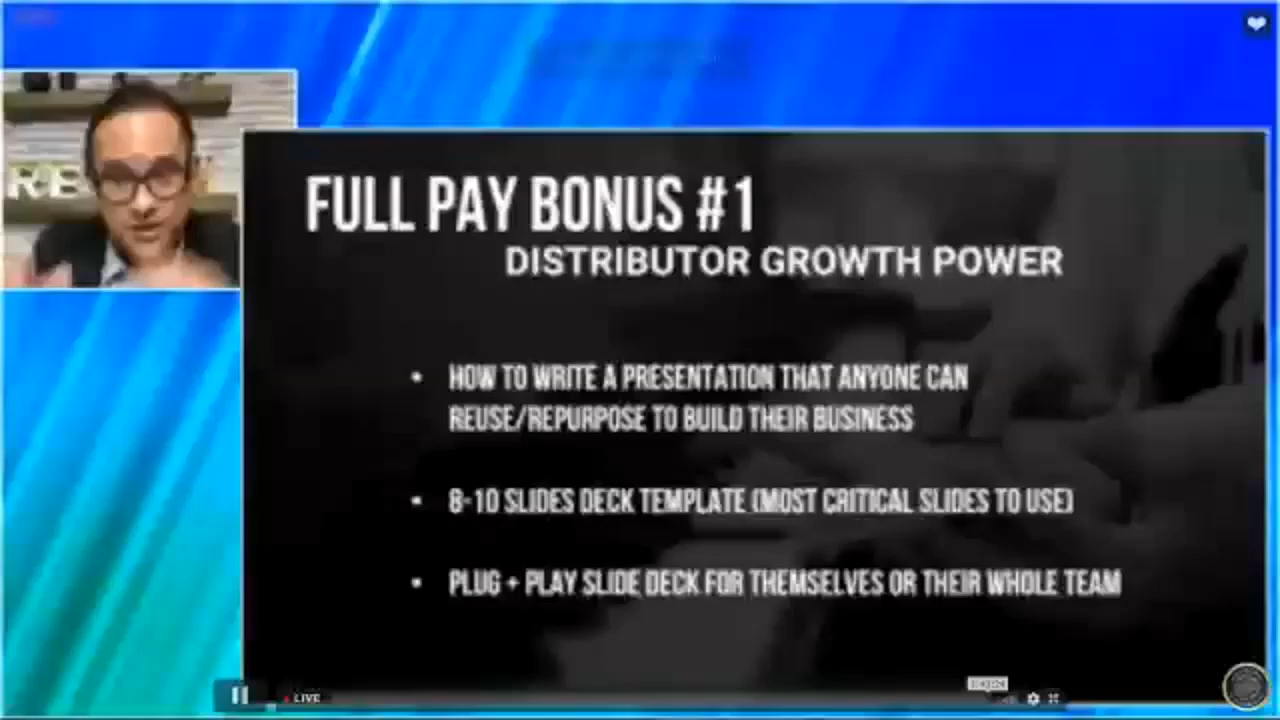 FULL PAY BONUS #1
DISTRIBUTOR GROWTH POWER
• HOW TO WRITE A PRESENTATION THAT ANYONE CAN
REUSE/REPURPOSE TO BUILD THEIR BUSINESS
• 8-10 SLIDES DECK TEMPLATE (MOST CRITICAL SLIDES TO USE)
• PLUG + PLAY SLIDE DECK FOR THEMSELVES OR THEIR WHOLE TEAM
LIVE